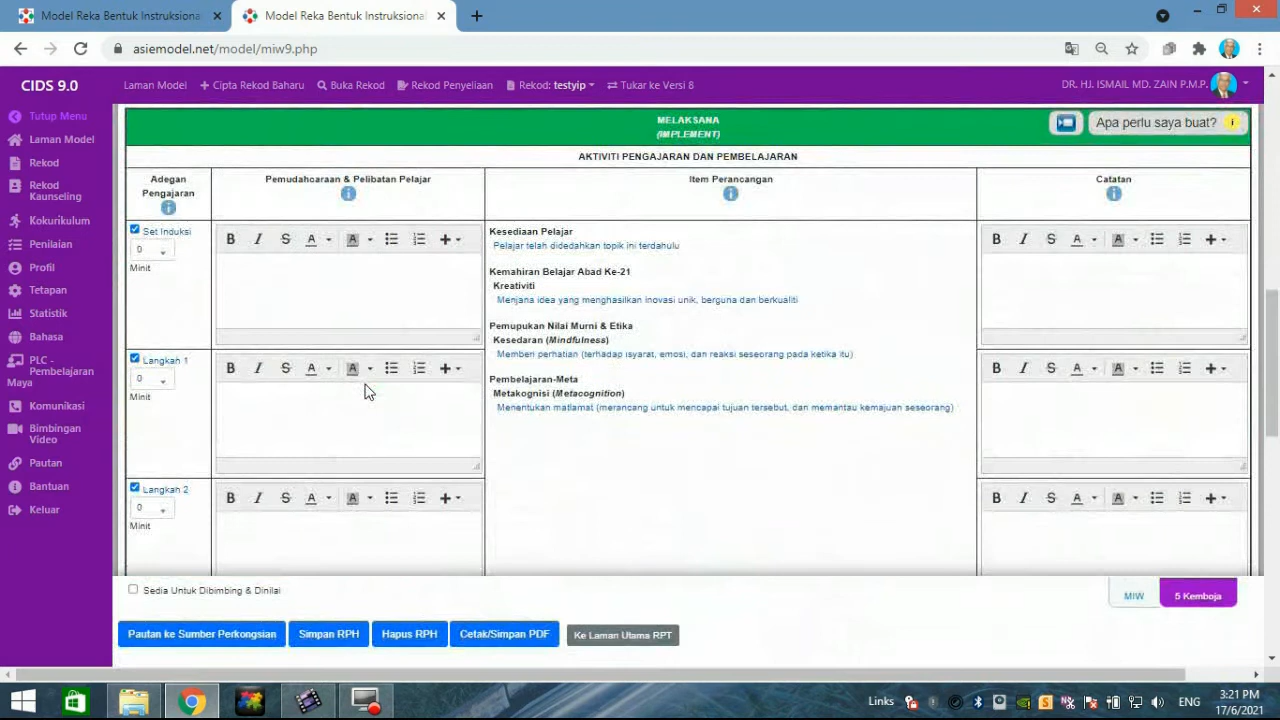 Model Reka Bentuk Instruksional
Model Reka Bentuk Instruksional
asiemodel.net/model/miw9.php
CIDS 9.0
Laman Model
Cipta Rekod Baharu
Buka Rekod
Rekod Penyeliaan
Rekod: testyip
Tukar ke Versi 8
DR. HJ. ISMAIL MD. ZAIN P.M.P.
Tutup Menu
Laman Model
Rekod
Rekod
Kaunseling
Kokurikulum
Penilaian
Profil
Tetapan
Statistik
Bahasa
PLC -
Pembelajaran
Maya
Komunikasi
Bimbingan
Video
Pautan
Bantuan
Keluar
MELAKSANA
(IMPLEMENT)
Apa perlu saya buat?
AKTIVITI PENGAJARAN DAN PEMBELAJARAN
Adegan
Pengajaran
Pemudahcaraan & Pelibatan Pelajar
Item Perancangan
Catatan
Set Induksi
0
Minit
B I S A A
Kesediaan Pelajar
Pelajar telah didedahkan topik ini terdahulu
Kemahiran Belajar Abad Ke-21
Kreativiti
Menjana idea yang menghasilkan inovasi unik, berguna dan berkualiti
Pemupukan Nilai Murni & Etika
Kesedaran (Mindfulness)
Memberi perhatian (terhadap isyarat, emosi, dan reaksi seseorang pada ketika itu)
Pembelajaran-Meta
Metakognisi (Metacognition)
Menentukan matlamat (merancang untuk mencapai tujuan tersebut, dan memantau kemajuan seseorang)
B I S A A
Langkah 1
0
Minit
B I S A A
B I S A A
Langkah 2
0
Minit
B I S A A
B I S A A
Sedia Untuk Dibimbing & Dinilai
MIW
5 Kemboja
Pautan ke Sumber Perkongsian
Simpan RPH
Hapus RPH
Cetak/Simpan PDF
Ke Laman Utama RPT
Links
ENG
3:21 PM
17/6/2021